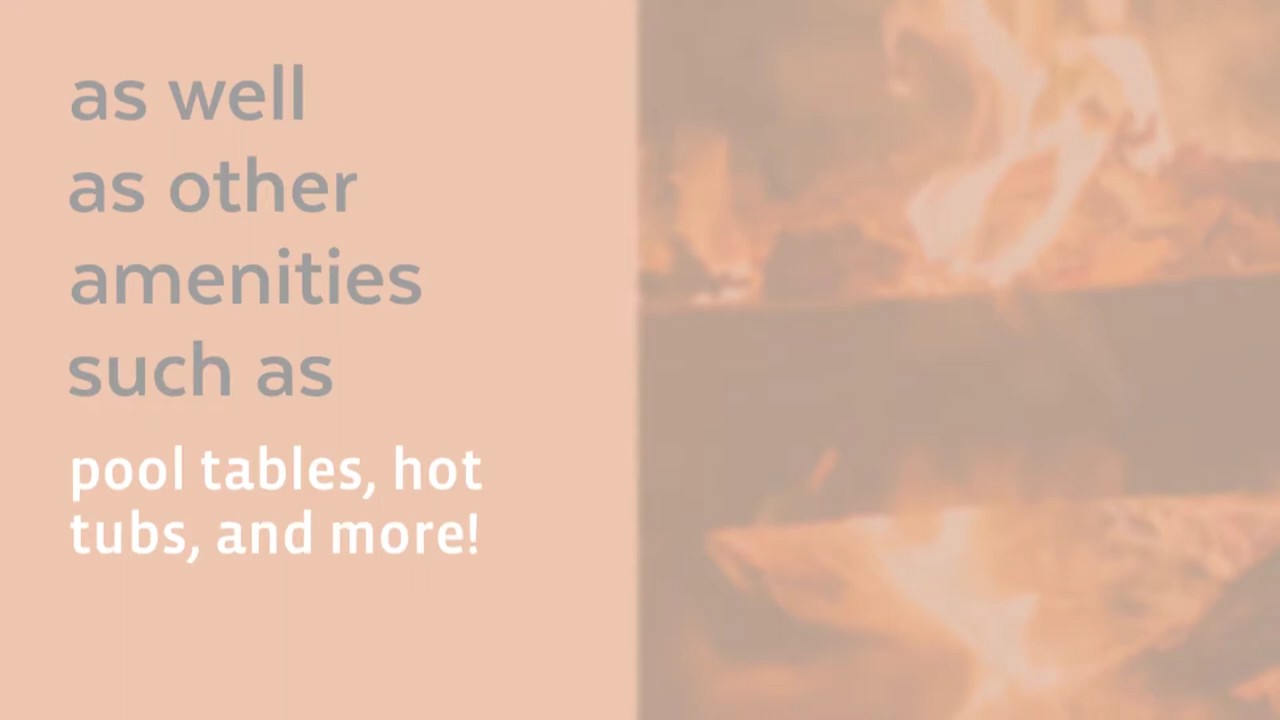 as well
as other
amenities
such as
pool tables, hot
tubs, and more!